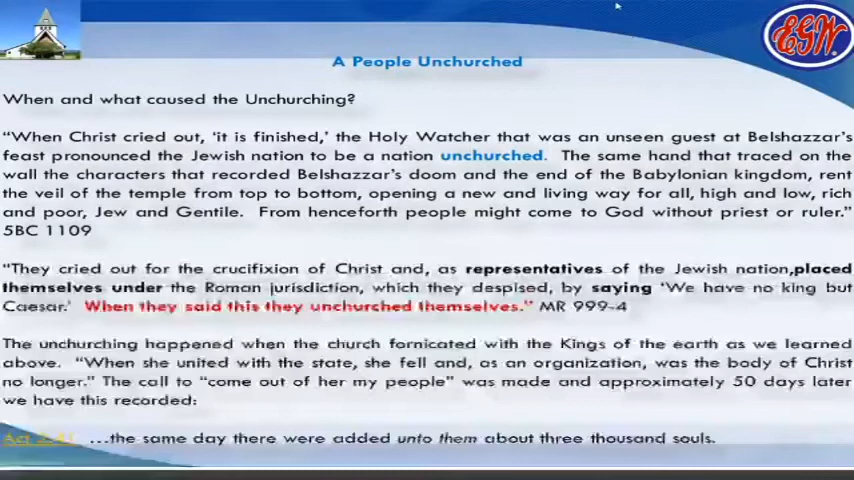 EGW
A People Unchurched
When and what caused the Unchurching?
“When Christ cried out, ‘it is finished,’ the Holy Watcher that was an unseen guest at Belshazzar’s
feast pronounced the Jewish nation to be a nation unchurched. The same hand that traced on the
wall the characters that recorded Belshazzar’s doom and the end of the Babylonian kingdom, rent
the veil of the temple from top to bottom, opening a new and living way for all, high and low, rich
and poor, Jew and Gentile. From henceforth people might come to God without priest or ruler.”
5BC 1109
“They cried out for the crucifixion of Christ and, as representatives of the Jewish nation,placed
themselves under the Roman jurisdiction, which they despised, by saying ‘We have no king but
Caesar.’ When they said this they unchurched themselves.” MR 999-4
The unchurching happened when the church fornicated with the Kings of the earth as we learned
above. “When she united with the state, she fell and, as an organization, was the body of Christ
no longer.” The call to “come out of her my people” was made and approximately 50 days later
we have this recorded:
Act 2:41 …the same day there were added unto them about three thousand souls.